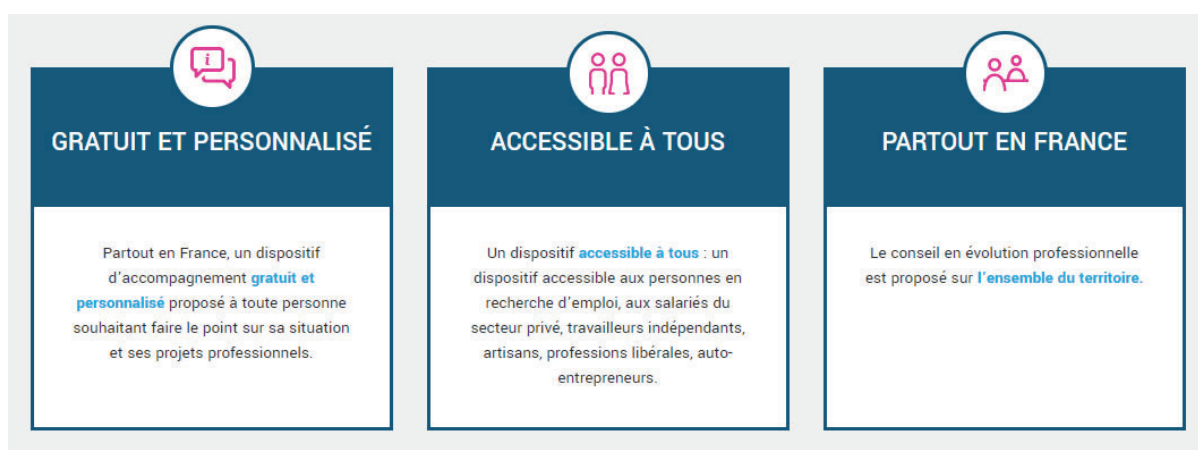 GRATUIT ET PERSONNALISÉ
Partout en France, un dispositif
d'accompagnement gratuit et
personnalisé proposé à toute personne
souhaitant faire le point sur sa situation
et ses projets professionnels.
ACCESSIBLE À TOUS
Un dispositif accessible à tous : un
dispositif accessible aux personnes en
recherche d'emploi, aux salariés du
secteur privé, travailleurs indépendants,
artisans, professions libérales, auto-
entrepreneurs.
PARTOUT EN FRANCE
Le conseil en évolution professionnelle
est proposé sur l'ensemble du territoire.